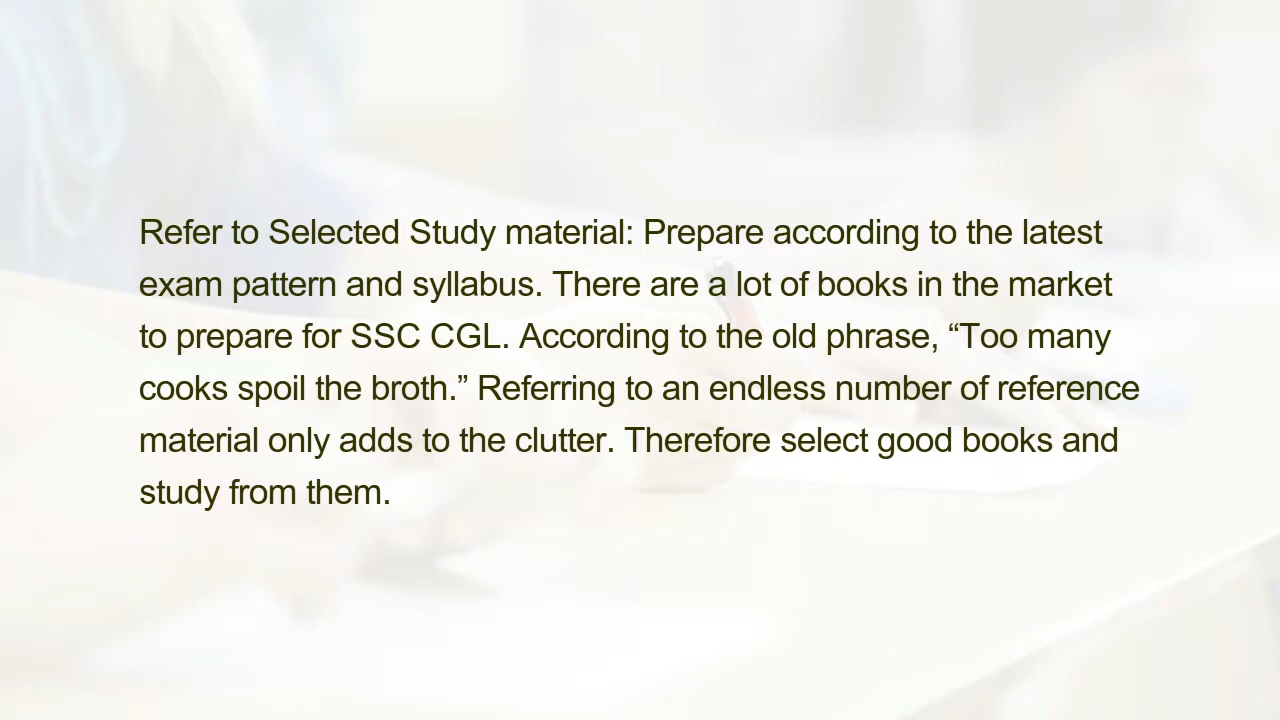 Refer to Selected Study material: Prepare according to the latest
exam pattern and syllabus. There are a lot of books in the market
to prepare for SSC CGL. According to the old phrase, “Too many
cooks spoil the broth.” Referring to an endless number of reference
material only adds to the clutter. Therefore select good books and
study from them.